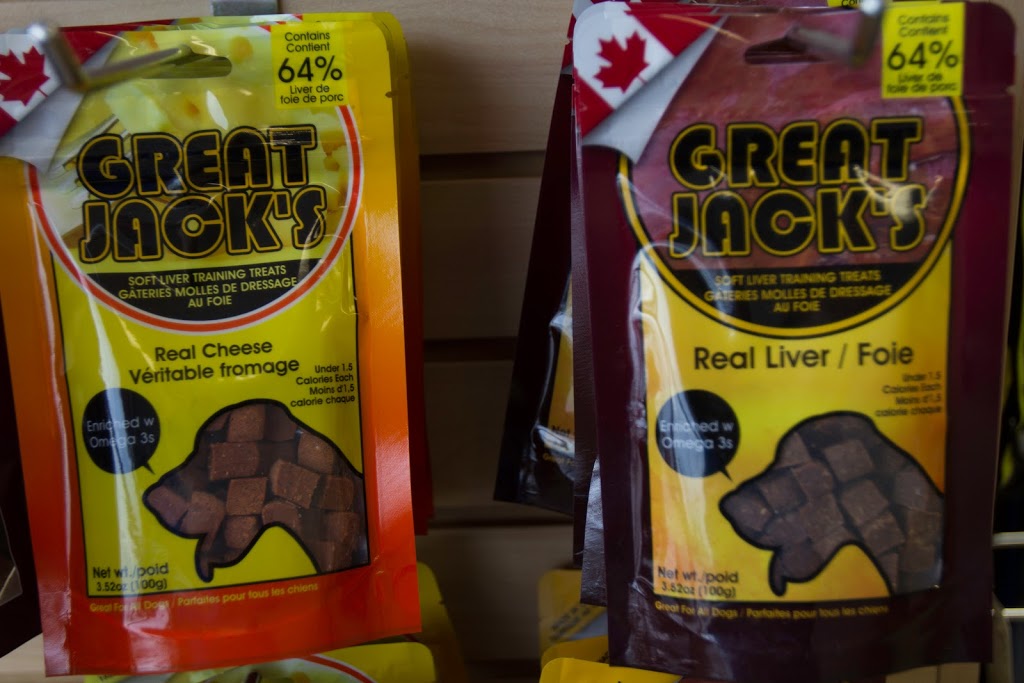 Contains
Contient
64%
Liver de
foie de porc
GREAT
JACK'S
SOFT LIVER TRAINING TREATS
GÂTERIES MOLLES DE DRESSAGE
AU FOIE
Real Cheese
Véritable fromage
Under 1.5
Calories Each
Moins d'1,5
calorie chaque
Enriched w
Omega 3s
Net wt./poid
3.52oz (100g)
Great For All Dogs / Parfaites pour tous les chiens
Contains
Contient
64%
Liver de
foie de porc
GREAT
JACK'S
SOFT LIVER TRAINING TREATS
GÂTERIES MOLLES DE DRESSAGE
AU FOIE
Real Liver / Foie
Under 1.5
Calories Each
Moins d'1,5
calorie chaque
Enriched w
Omega 3s
Net wt./poid
3.52oz (100g)
Great For All Dogs / Parfaites pour tous les chiens